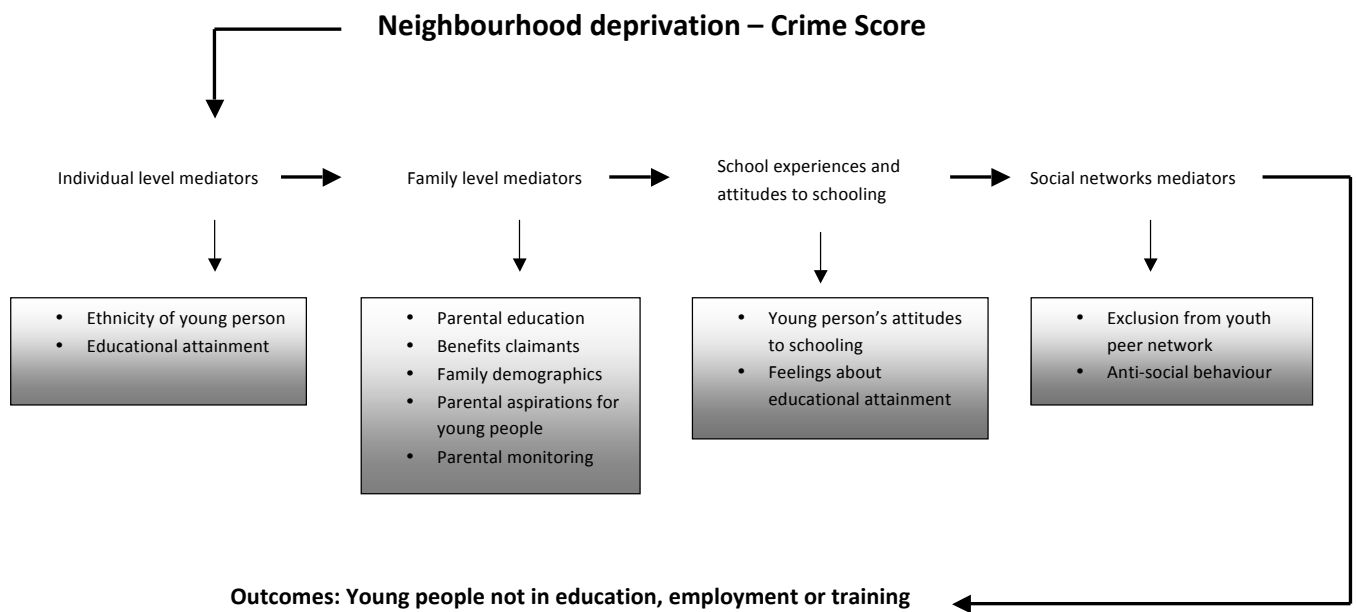 Neighbourhood deprivation – Crime Score
Individual level mediators
Family level mediators
School experiences and
attitudes to schooling
Social networks mediators
• Ethnicity of young person
• Educational attainment
• Parental education
• Benefits claimants
• Family demographics
• Parental aspirations for
young people
• Parental monitoring
• Young person’s attitudes
to schooling
• Feelings about
educational attainment
• Exclusion from youth
peer network
• Anti-social behaviour
Outcomes: Young people not in education, employment or training